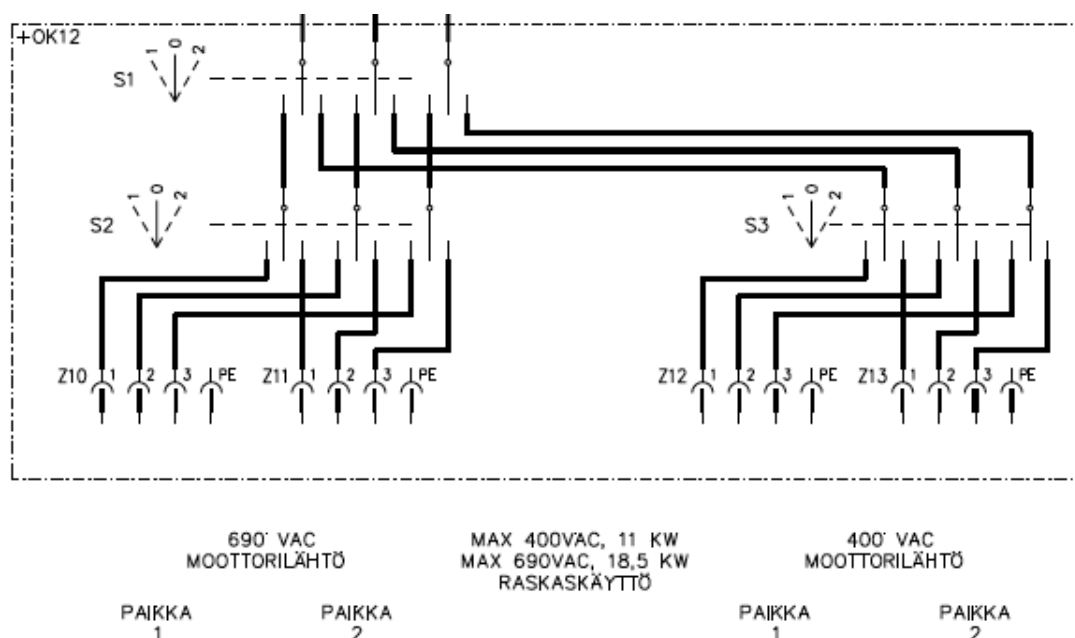 +OK12
1 0 2
S1
1 0 2
S2
1 0 2
S3
Z10 1 2 3 PE Z11 1 2 3 PE Z12 1 2 3 PE Z13 1 2 3 PE
690 VAC
MOOTTORILÄHTÖ
MAX 400VAC, 11 KW
MAX 690VAC, 18,5 KW
RASKASKÄYTTÖ
400 VAC
MOOTTORILÄHTÖ
PAIKKA
1
PAIKKA
2
PAIKKA
1
PAIKKA
2